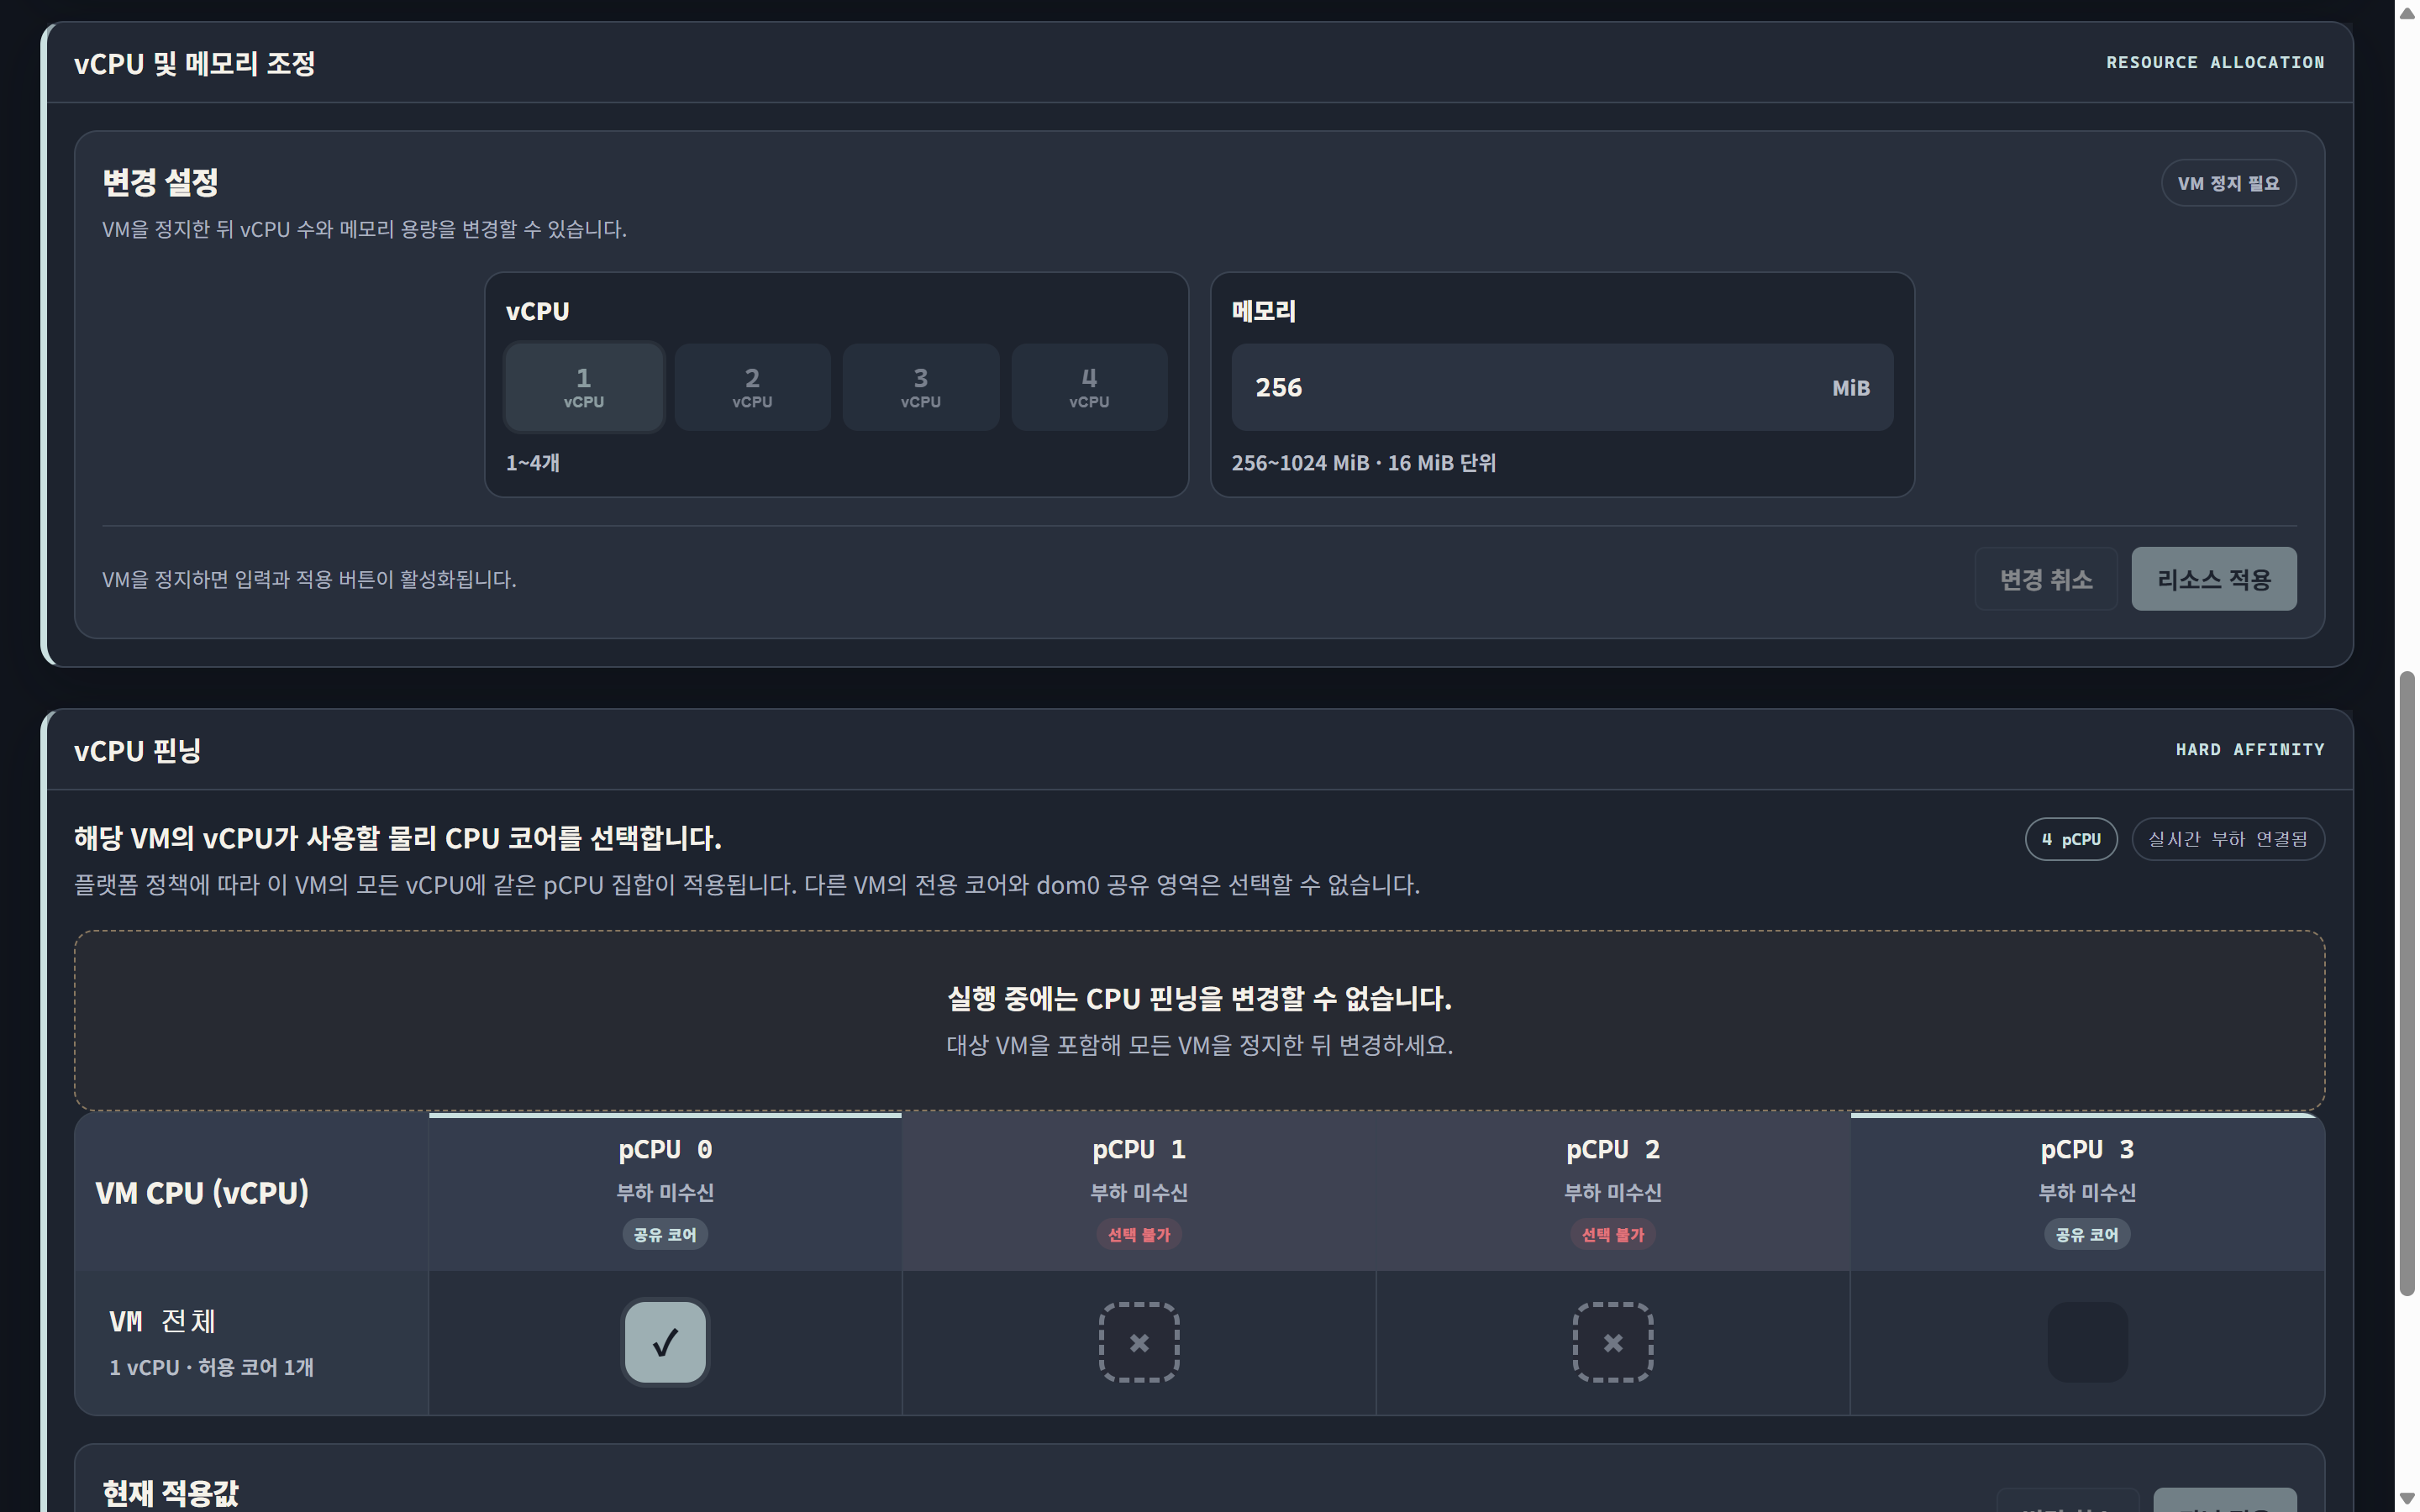 vCPU 및 메모리 조정
RESOURCE ALLOCATION
변경 설정
VM 정지 필요
VM을 정지한 뒤 vCPU 수와 메모리 용량을 변경할 수 있습니다.
vCPU
1
vCPU
2
vCPU
3
vCPU
4
vCPU
1~4개
메모리
256
MiB
256~1024 MiB · 16 MiB 단위
VM을 정지하면 입력과 적용 버튼이 활성화됩니다.
변경 취소
리소스 적용
vCPU 핀닝
HARD AFFINITY
해당 VM의 vCPU가 사용할 물리 CPU 코어를 선택합니다.
4 pCPU
실시간 부하 연결됨
플랫폼 정책에 따라 이 VM의 모든 vCPU에 같은 pCPU 집합이 적용됩니다. 다른 VM의 전용 코어와 dom0 공유 영역은 선택할 수 없습니다.
실행 중에는 CPU 핀닝을 변경할 수 없습니다.
대상 VM을 포함해 모든 VM을 정지한 뒤 변경하세요.
VM CPU (vCPU)
pCPU 0
부하 미수신
공유 코어
pCPU 1
부하 미수신
선택 불가
pCPU 2
부하 미수신
선택 불가
pCPU 3
부하 미수신
공유 코어
VM 전체
1 vCPU · 허용 코어 1개
현재 적용값